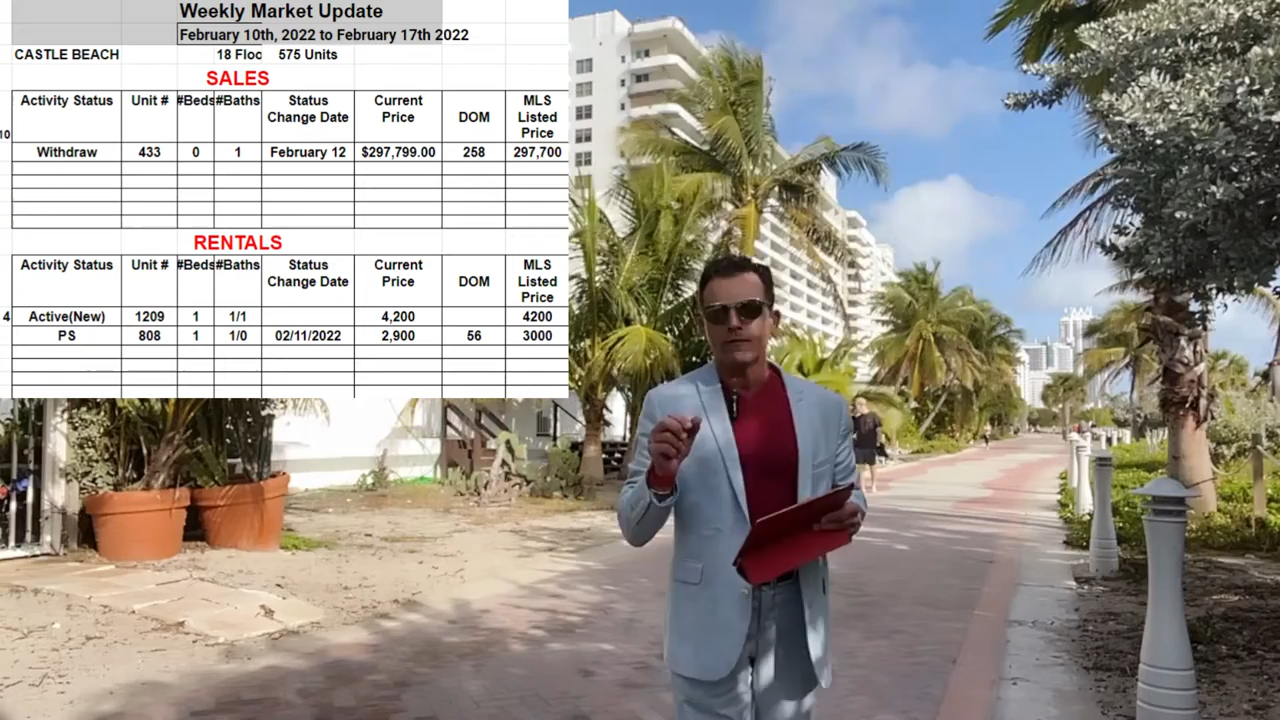 Weekly Market Update
February 10th, 2022 to February 17th 2022
CASTLE BEACH 18 Floo 575 Units
SALES
Activity Status Unit # #Beds #Baths Status Change Date Current Price DOM MLS Listed Price
10
Withdraw 433 0 1 February 12 $297,799.00 258 297,700
RENTALS
Activity Status Unit # #Beds #Baths Status Change Date Current Price DOM MLS Listed Price
4 Active(New) 1209 1 1/1 4,200 4200
PS 808 1 1/0 02/11/2022 2,900 56 3000